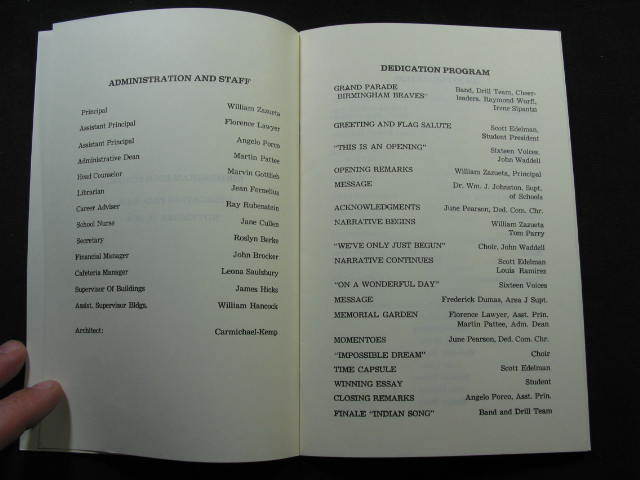 ADMINISTRATION AND STAFF
Principal William Zazueta
Assistant Principal Florence Lawyer
Assistant Principal Angelo Porco
Administrative Dean Martin Pattee
Head Counselor Marvin Gottlieb
Librarian Jean Fernelius
Career Adviser Ray Rubenstein
School Nurse Jane Cullen
Secretary Roslyn Berke
Financial Manager John Brocker
Cafeteria Manager Leona Saulsbury
Supervisor Of Buildings James Hicks
Assist. Supervisor Bldgs. William Hancock
Architect: Carmichael-Kemp
DEDICATION PROGRAM
GRAND PARADE Band, Drill Team, Cheer-
BIRMINGHAM BRAVES" leaders, Raymond Wurfl,
Irene Sipantzi
GREETING AND FLAG SALUTE Scott Edelman,
Student President
"THIS IS AN OPENING" Sixteen Voices,
John Waddell
OPENING REMARKS William Zazueta, Principal
MESSAGE Dr. Wm. J. Johnston, Supt.
of Schools
ACKNOWLEDGMENTS June Pearson, Ded. Com. Chr.
NARRATIVE BEGINS William Zazueta
Tom Parry
"WE'VE ONLY JUST BEGUN" Choir, John Waddell
NARRATIVE CONTINUES Scott Edelman
Louis Ramirez
"ON A WONDERFUL DAY" Sixteen Voices
MESSAGE Frederick Dumas, Area J Supt.
MEMORIAL GARDEN Florence Lawyer, Asst. Prin.
Martin Pattee, Adm. Dean
MOMENTOES June Pearson, Ded. Com. Chr.
"IMPOSSIBLE DREAM" Choir
TIME CAPSULE Scott Edelman
WINNING ESSAY Student
CLOSING REMARKS Angelo Porco, Asst. Prin.
FINALE "INDIAN SONG" Band and Drill Team